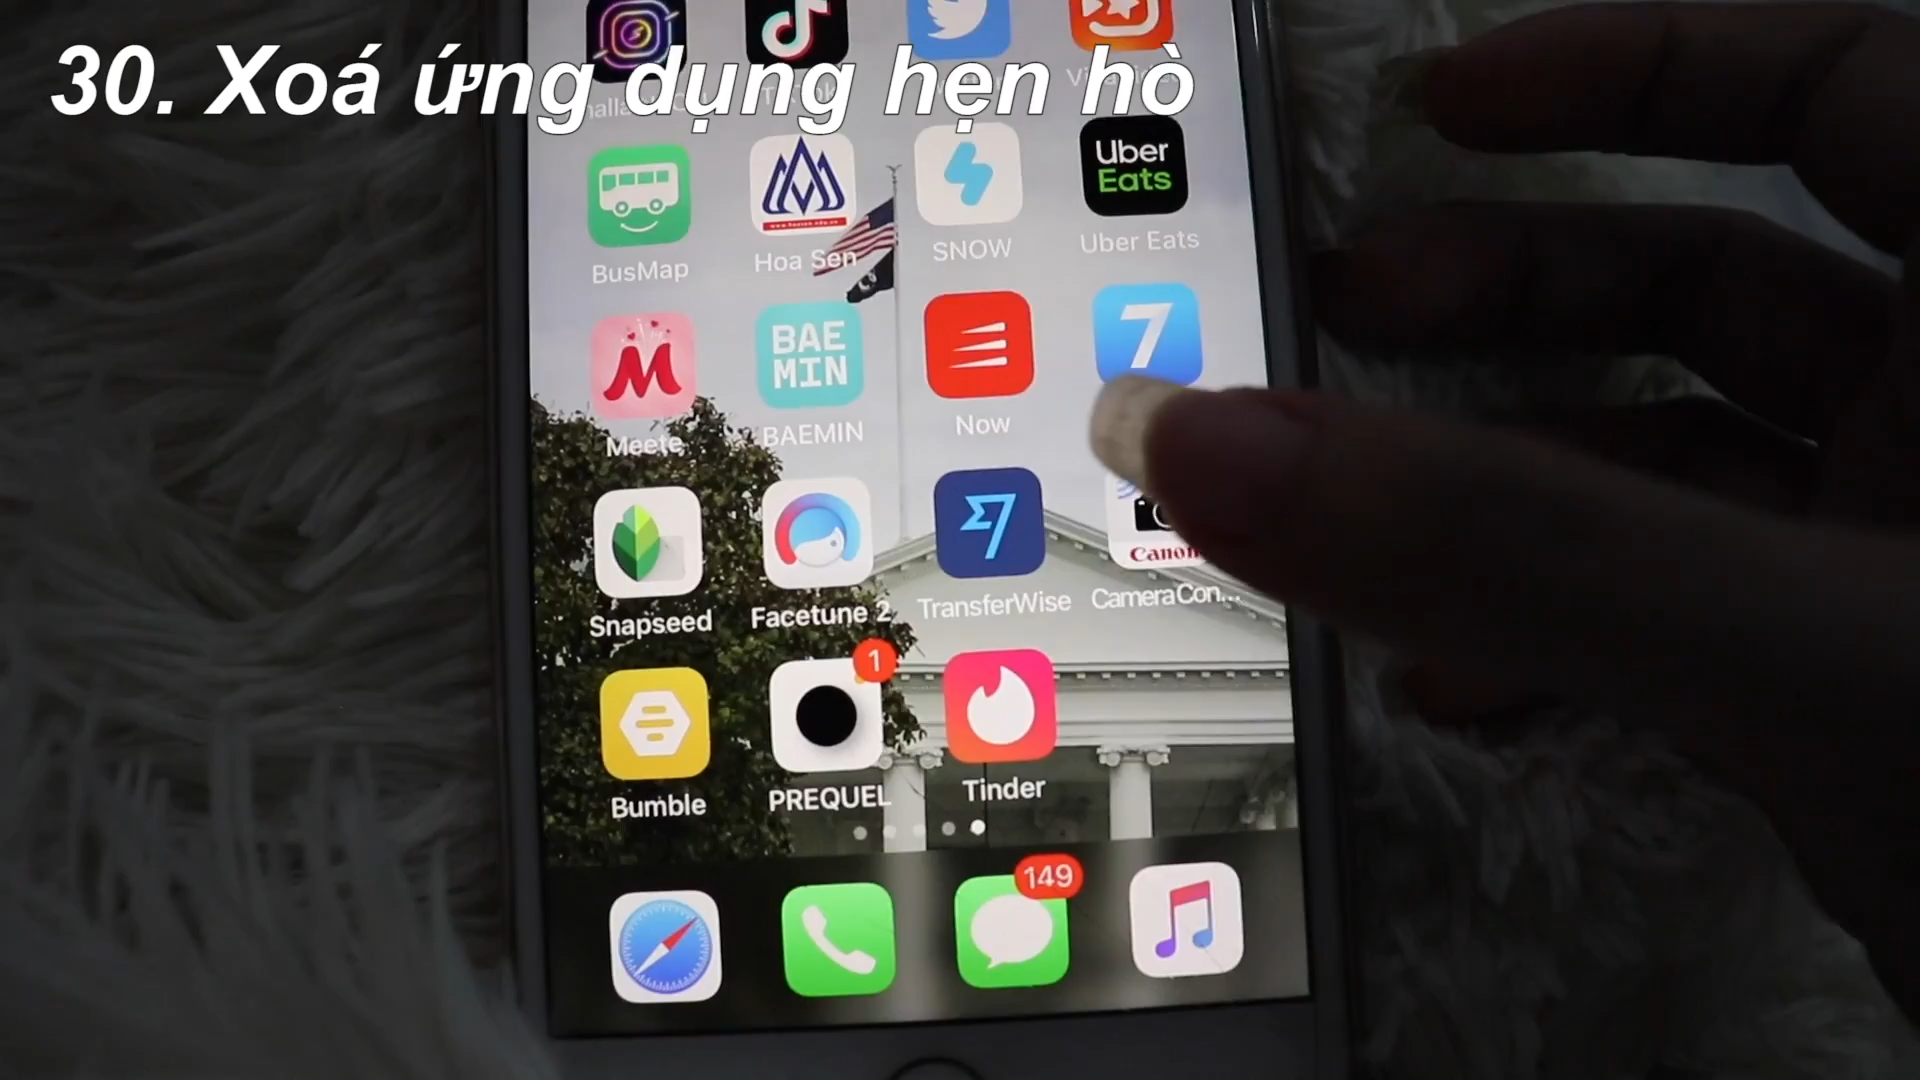 30. Xoá ứng dụng hẹn hò
TikTok
Uber
Eats
BusMap
Hoa Sen
SNOW
Uber Eats
M
BAE
MIN
7
Meete
BAEMIN
Now
Canon
Snapseed
Facetune 2
TransferWise
CameraCon...
1
Bumble
PREQUEL
Tinder
149